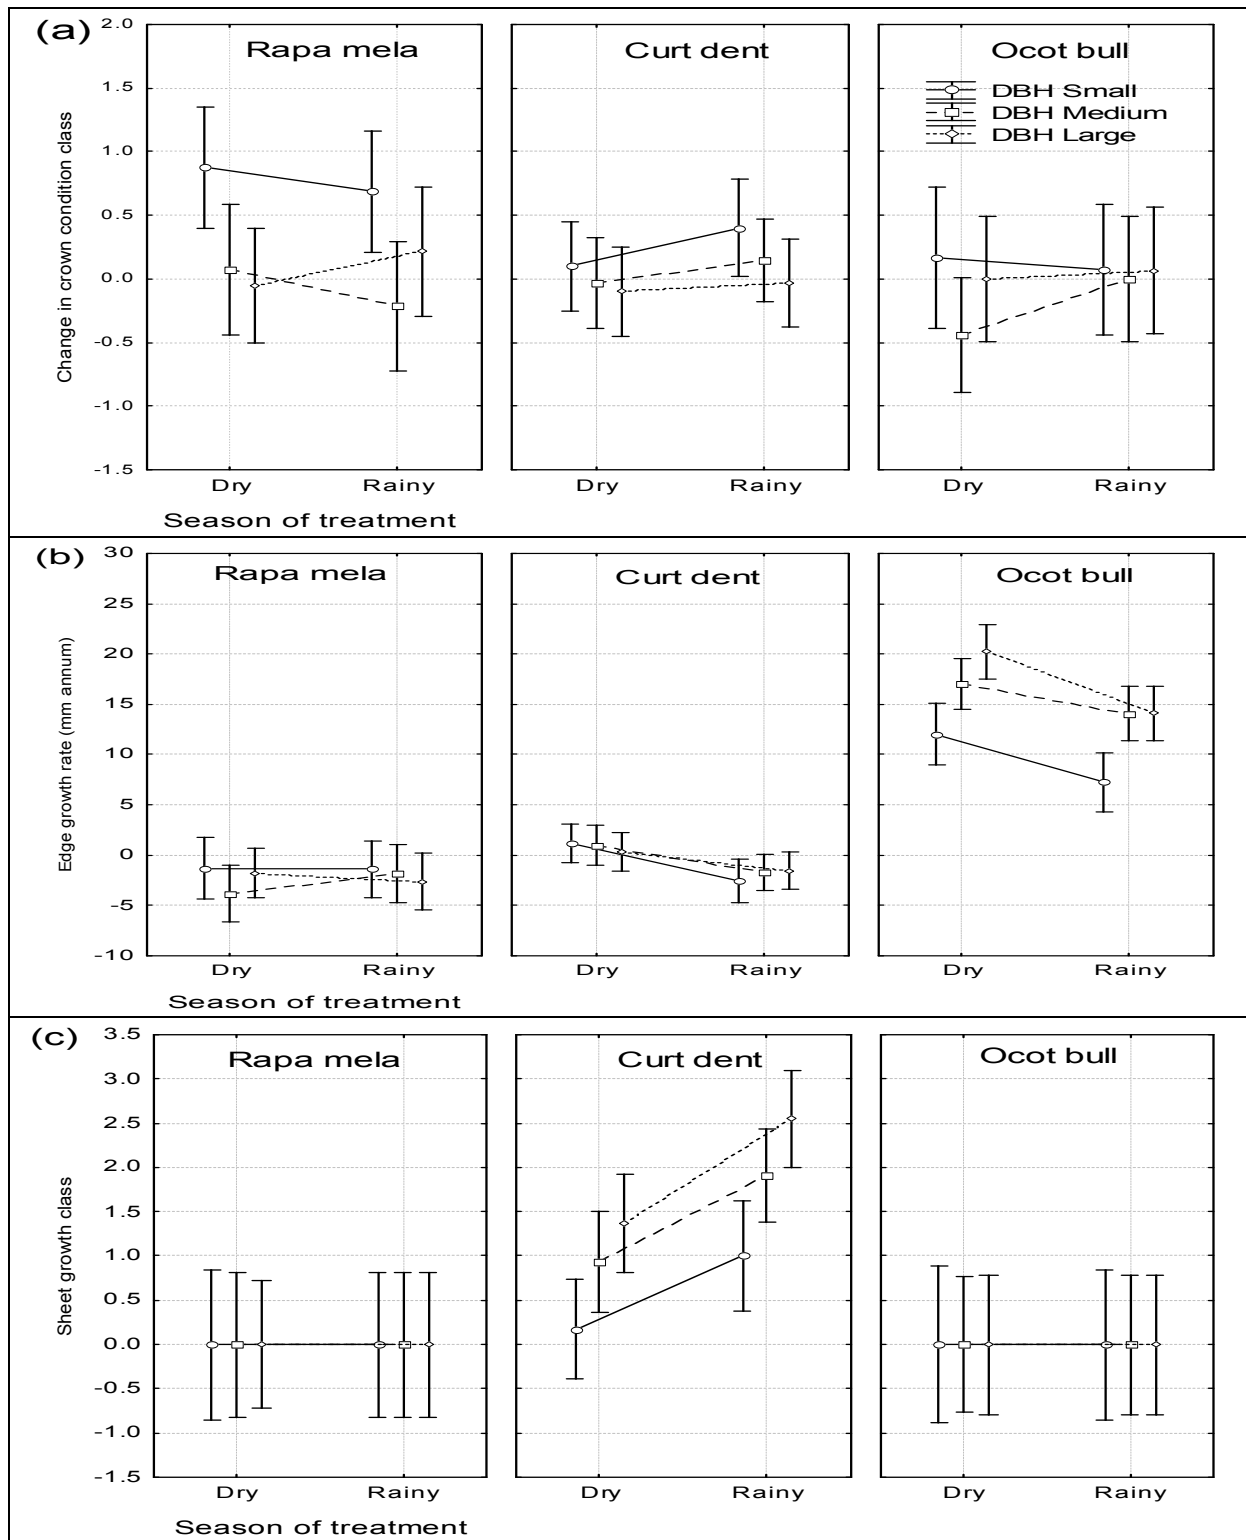 (a)
Rapa mela
Curt dent
Ocot bull
DBH Small
DBH Medium
DBH Large
Change in crown condition class
2.0
1.5
1.0
0.5
0.0
-0.5
-1.0
-1.5
Dry Rainy Dry Rainy Dry Rainy
Season of treatment
(b)
Rapa mela
Curt dent
Ocot bull
Edge growth rate (mm annum)
30
25
20
15
10
5
0
-5
-10
Dry Rainy Dry Rainy Dry Rainy
Season of treatment
(c)
Rapa mela
Curt dent
Ocot bull
Sheet growth class
3.5
3.0
2.5
2.0
1.5
1.0
0.5
0.0
-0.5
-1.0
-1.5
Dry Rainy Dry Rainy Dry Rainy
Season of treatment